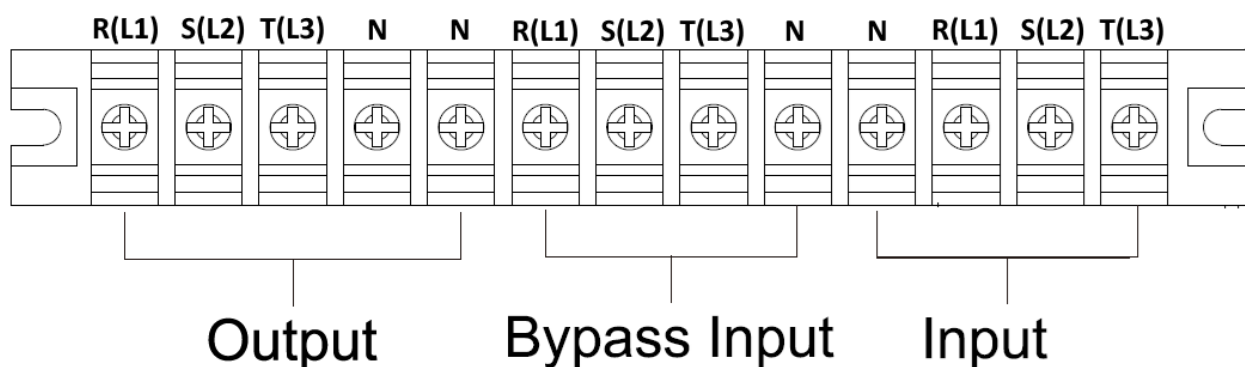 R(L1) S(L2) T(L3) N N R(L1) S(L2) T(L3) N N R(L1) S(L2) T(L3)
Output Bypass Input Input